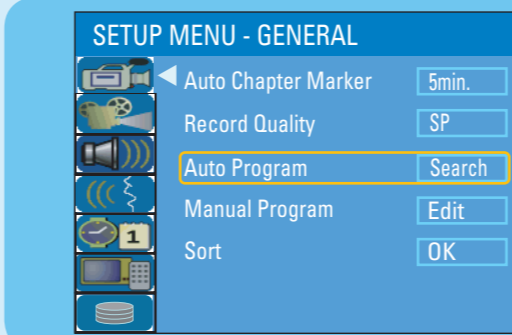 SETUP MENU - GENERAL
Auto Chapter Marker 5min.
Record Quality SP
Auto Program Search
Manual Program Edit
Sort OK
1